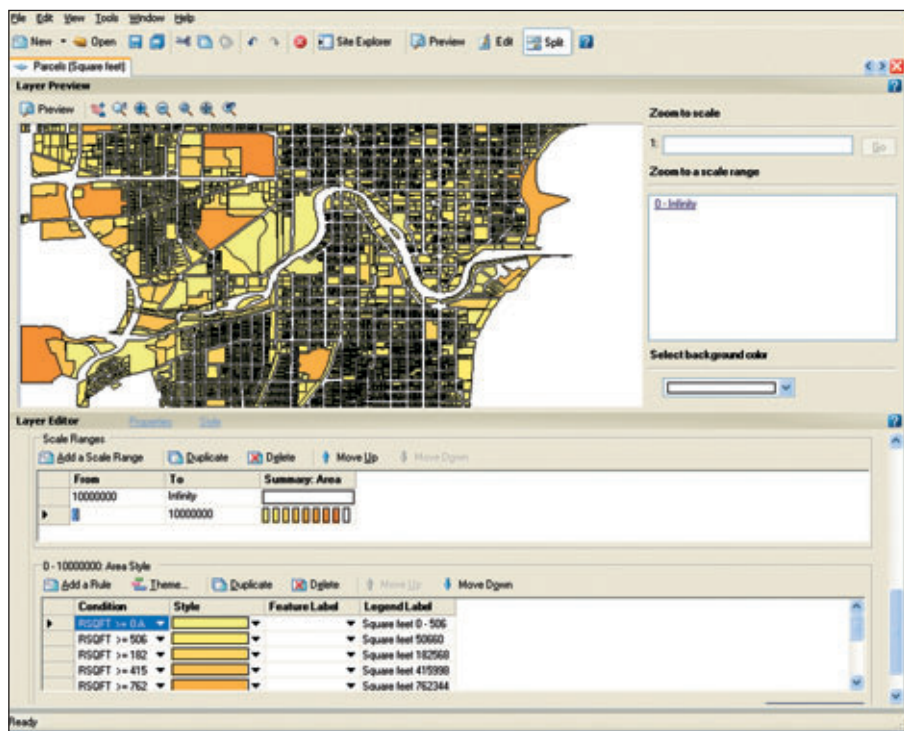 File Edit View Tools Window Help
New Open Site Explorer Preview Edit Split
Parcels (Square feet)
Layer Preview
Preview
Zoom to scale
1: Go
Zoom to a scale range
0 - Infinity
Select background color
Layer Editor Properties Style
Scale Ranges
Add a Scale Range Duplicate Delete Move Up Move Down
From To Summary: Area
10000000 Infinity
0 10000000
0 - 10000000: Area Style
Add a Rule Theme... Duplicate Delete Move Up Move Down
Condition Style Feature Label Legend Label
RSQFT >= 0 A Square feet 0 - 506
RSQFT >= 506 Square feet 50660
RSQFT >= 182 Square feet 182568
RSQFT >= 415 Square feet 415998
RSQFT >= 762 Square feet 762344
Ready